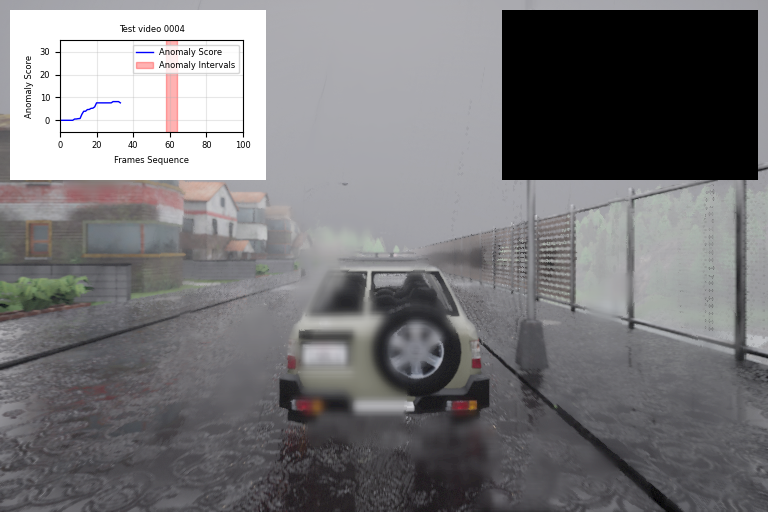 Test video 0004
Anomaly Score
Anomaly Intervals
30
20
10
0
Anomaly Score
0 20 40 60 80 100
Frames Sequence